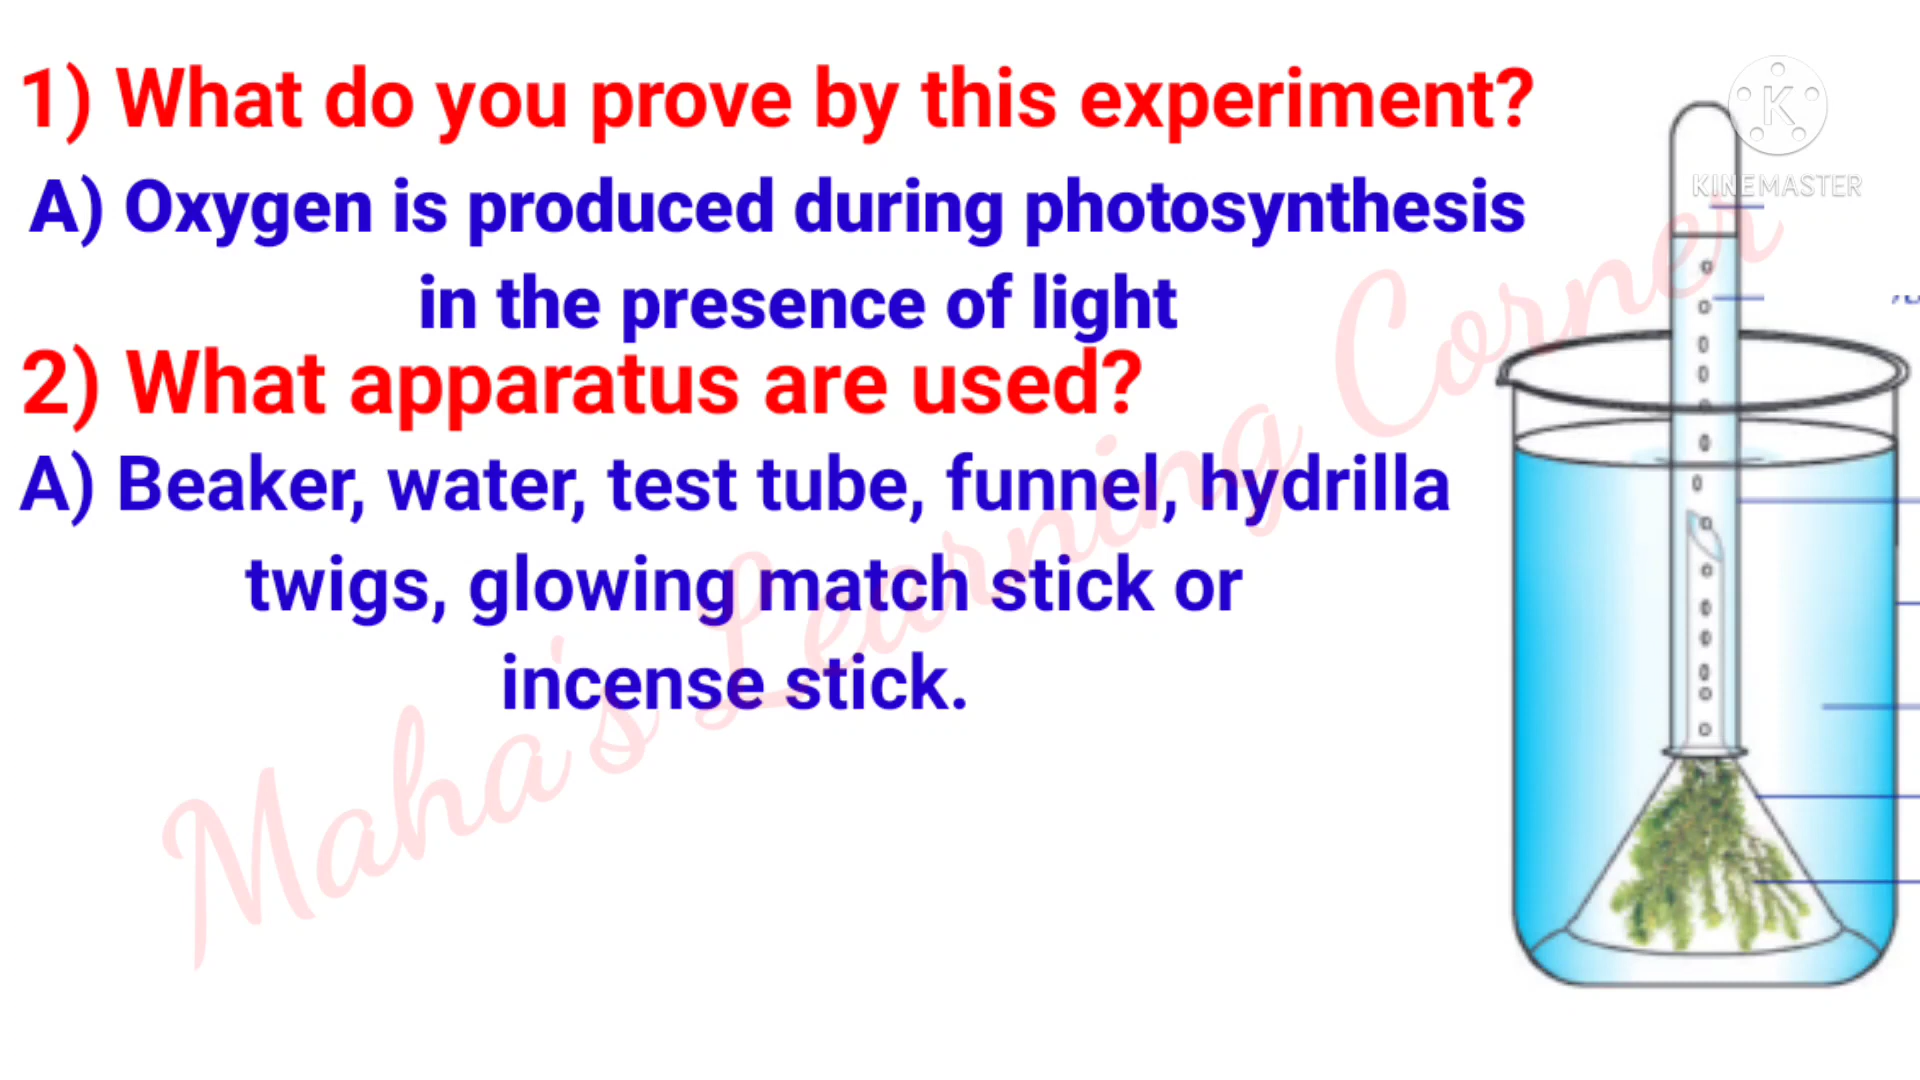 1) What do you prove by this experiment?
A) Oxygen is produced during photosynthesis
in the presence of light
2) What apparatus are used?
A) Beaker, water, test tube, funnel, hydrilla
twigs, glowing match stick or
incense stick.
K
KINEMASTER
Maha's Learning Corner